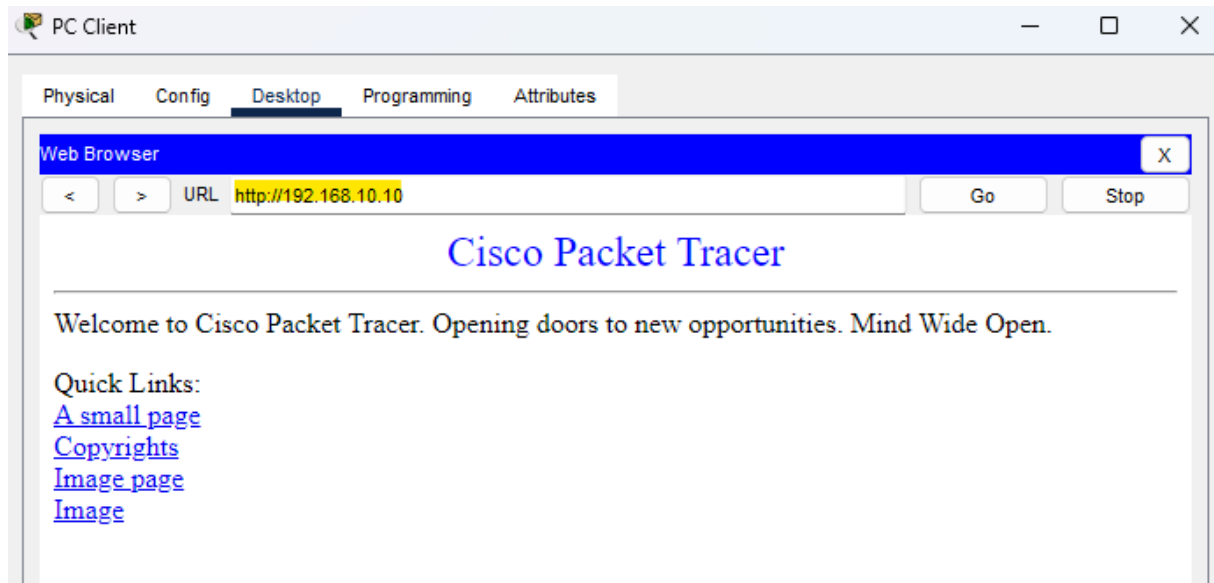 PC Client
Physical Config Desktop Programming Attributes
Web Browser X
< > URL http://192.168.10.10 Go Stop
Cisco Packet Tracer
Welcome to Cisco Packet Tracer. Opening doors to new opportunities. Mind Wide Open.
Quick Links:
A small page
Copyrights
Image page
Image